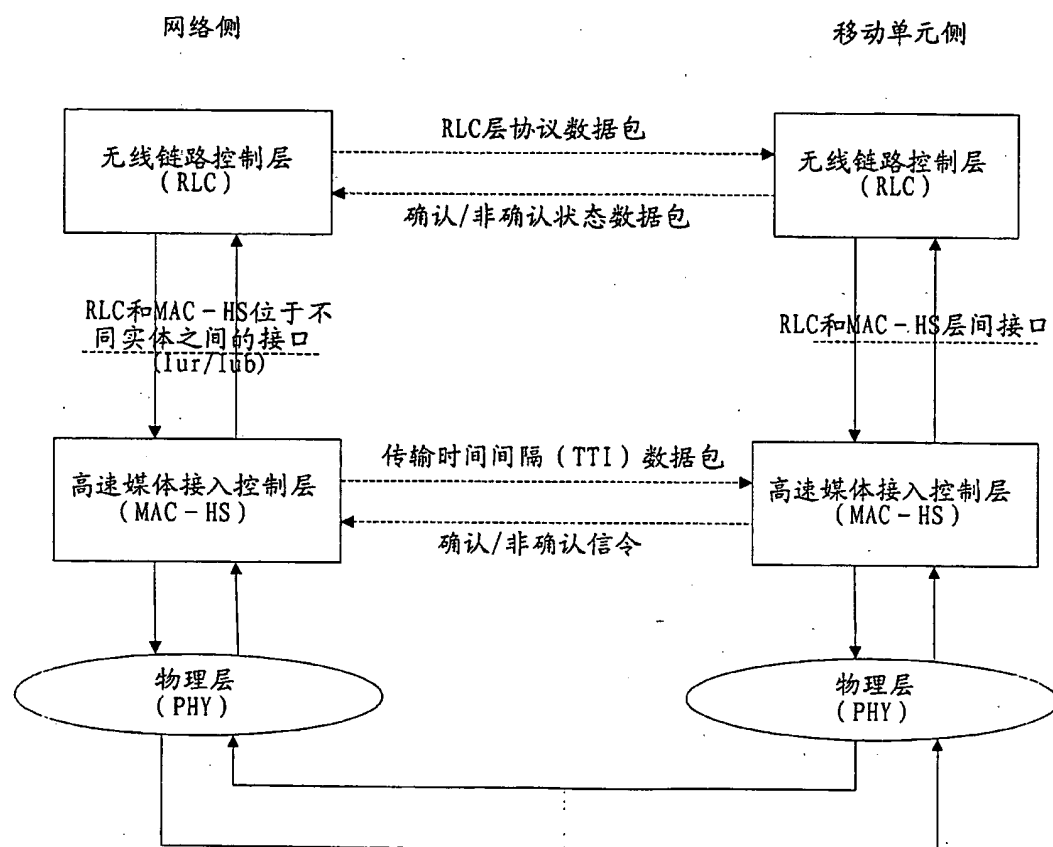 网络侧
移动单元侧
RLC层协议数据包
无线链路控制层
(RLC)
无线链路控制层
(RLC)
确认/非确认状态数据包
RLC和MAC-HS位于不
同实体之间的接口
(Iur/Iub)
RLC和MAC-HS层间接口
传输时间间隔(TTI)数据包
高速媒体接入控制层
(MAC-HS)
高速媒体接入控制层
(MAC-HS)
确认/非确认信令
物理层
(PHY)
物理层
(PHY)